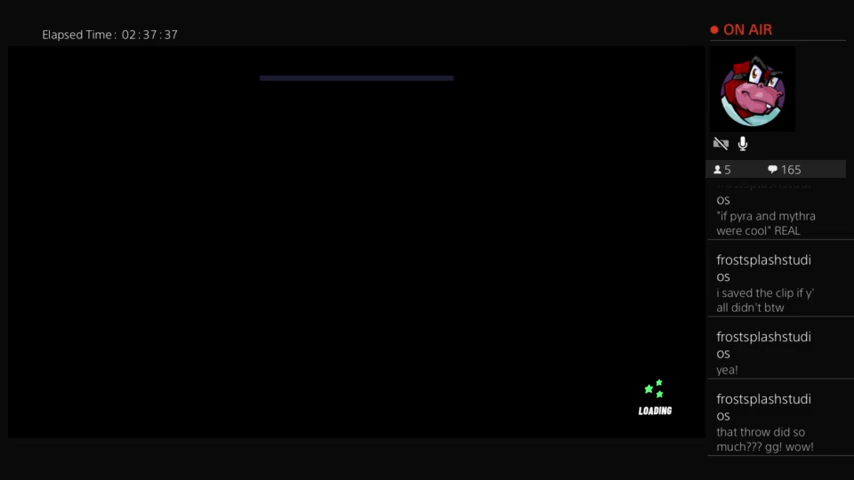 Elapsed Time: 02:37:37
ON AIR
5 165
os
"if pyra and mythra
were cool" REAL
frostsplashstudi
os
i saved the clip if y'
all didn't btw
frostsplashstudi
os
yea!
frostsplashstudi
os
that throw did so
much??? gg! wow!
LOADING